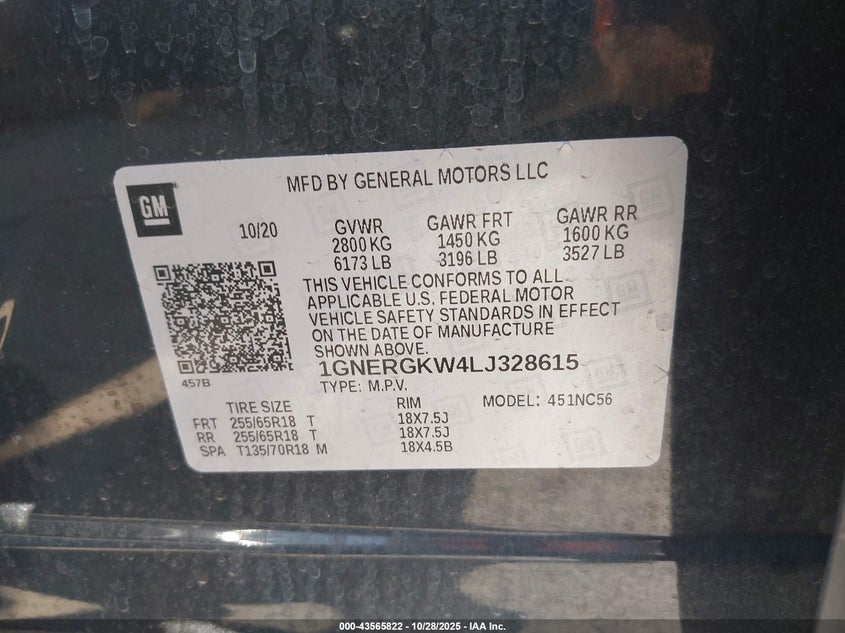 MFD BY GENERAL MOTORS LLC
GM
10/20
GVWR GAWR FRT GAWR RR
2800 KG 1450 KG 1600 KG
6173 LB 3196 LB 3527 LB
THIS VEHICLE CONFORMS TO ALL
APPLICABLE U.S. FEDERAL MOTOR
VEHICLE SAFETY STANDARDS IN EFFECT
ON THE DATE OF MANUFACTURE
SHOWN ABOVE.
1GNERGKW4LJ328615
457B
TYPE: M.P.V.
TIRE SIZE RIM MODEL: 451NC56
FRT 255/65R18 T 18X7.5J
RR 255/65R18 T 18X7.5J
SPA T135/70R18 M 18X4.5B
000-43565822 - 10/28/2025 - IAA Inc.